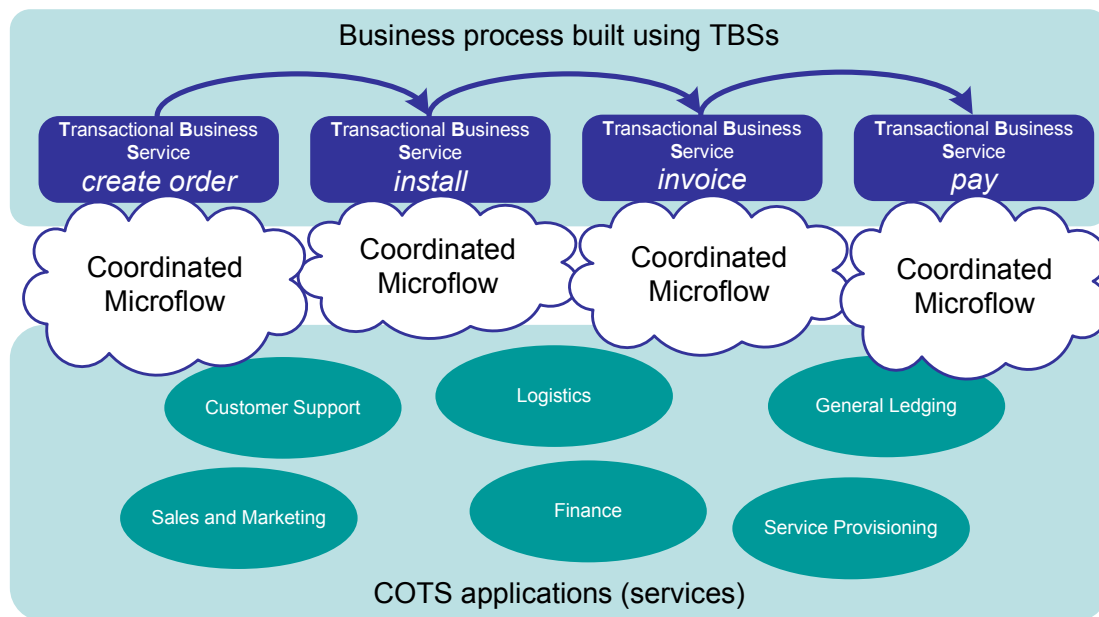 Business process built using TBSs
Transactional Business
Service
create order
Transactional Business
Service
install
Transactional Business
Service
invoice
Transactional Business
Service
pay
Coordinated
Microflow
Coordinated
Microflow
Coordinated
Microflow
Coordinated
Microflow
Customer Support
Logistics
General Ledging
Sales and Marketing
Finance
Service Provisioning
COTS applications (services)